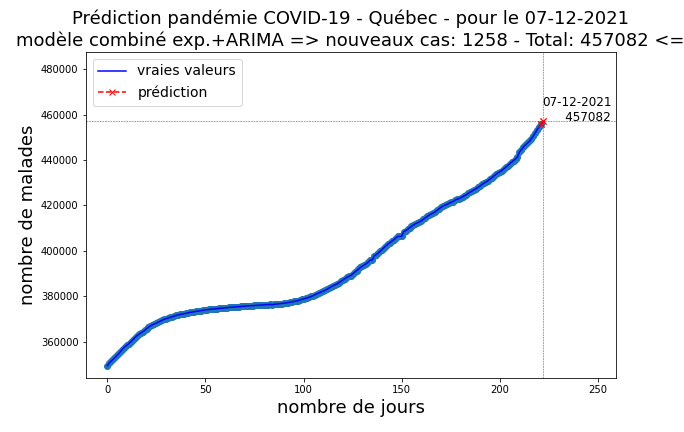 Prédiction pandémie COVID-19 - Québec - pour le 07-12-2021
modèle combiné exp.+ARIMA => nouveaux cas: 1258 - Total: 457082 <=
vraies valeurs
prédiction
07-12-2021
457082
480000
460000
440000
420000
400000
380000
360000
nombre de malades
0 50 100 150 200 250
nombre de jours